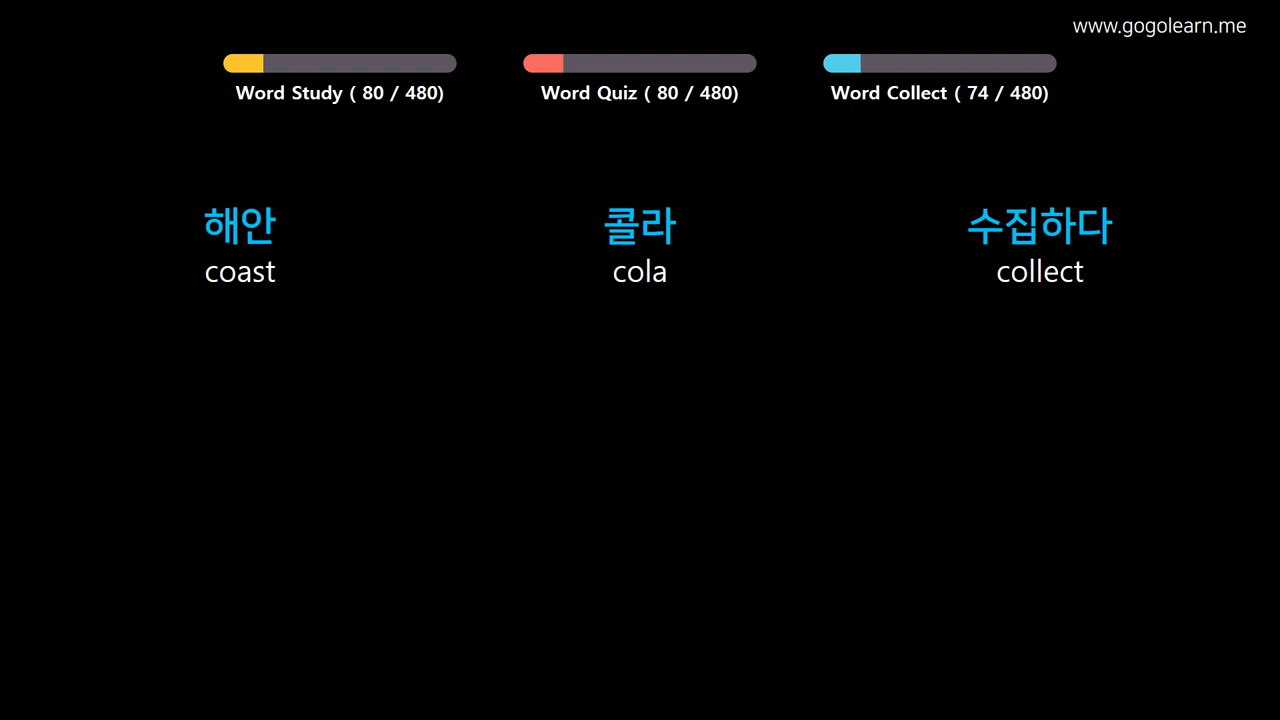 www.gogolearn.me
Word Study ( 80 / 480)
Word Quiz ( 80 / 480)
Word Collect ( 74 / 480)
해안
coast
콜라
cola
수집하다
collect